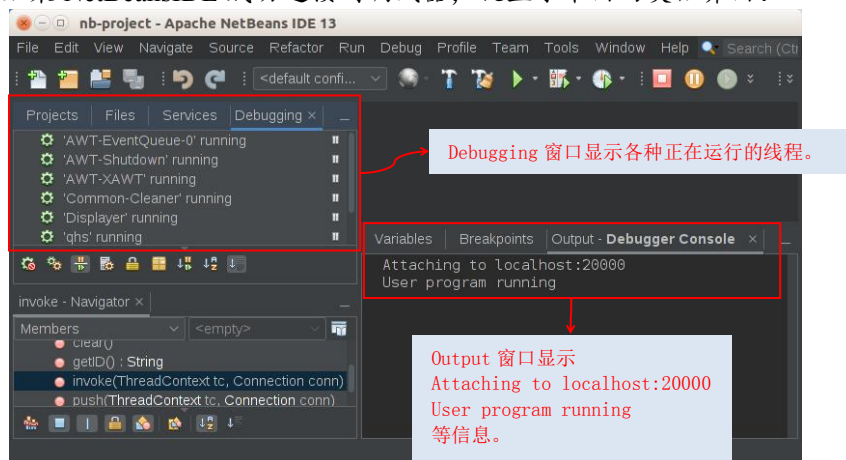 nb-project - Apache NetBeans IDE 13
File Edit View Navigate Source Refactor Run Debug Profile Team Tools Window Help Search (Ctr
<default confi...
Projects Files Services Debugging ×
'AWT-EventQueue-0' running
'AWT-Shutdown' running
'AWT-XAWT' running
'Common-Cleaner' running
'Displayer' running
'qhs' running
Debugging 窗口显示各种正在运行的线程。
Variables Breakpoints Output - Debugger Console ×
Attaching to localhost:20000
User program running
invoke - Navigator ×
Members <empty>
clear()
getID() : String
invoke(ThreadContext tc, Connection conn)
push(ThreadContext tc, Connection conn)
Output 窗口显示
Attaching to localhost:20000
User program running
等信息。